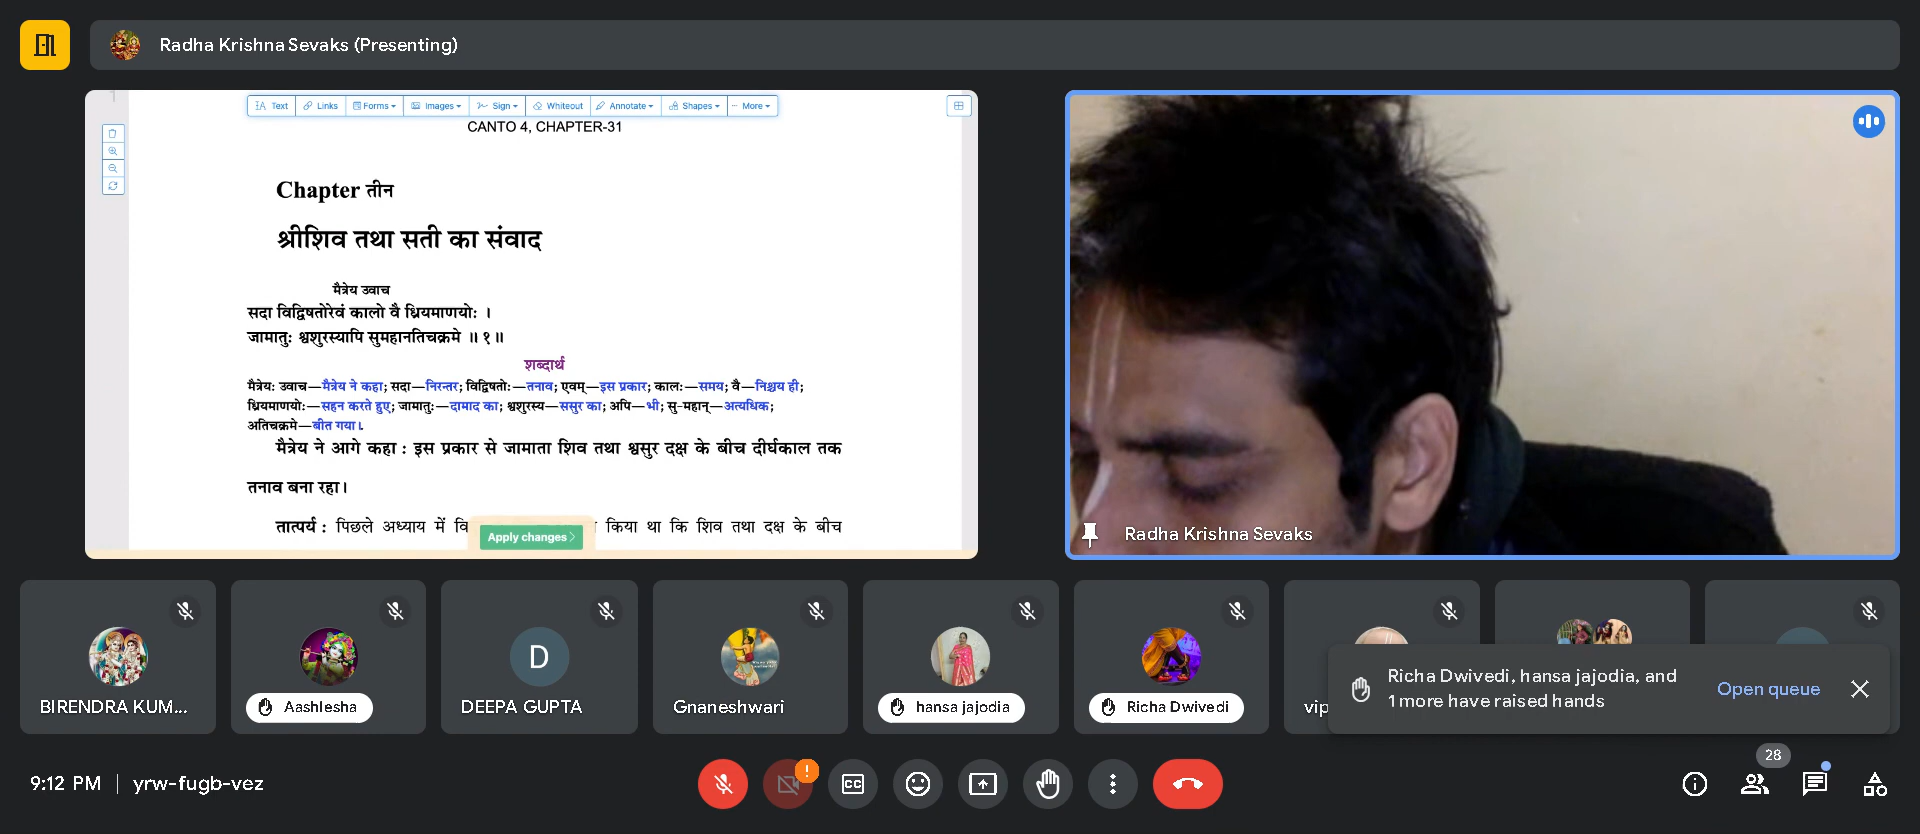 Radha Krishna Sevaks (Presenting)
Text Links Forms Images Sign Whiteout Annotate Shapes More
CANTO 4, CHAPTER-31
Chapter तीन
श्रीशिव तथा सती का संवाद
मैत्रेय उवाच
सदा विद्विषतोरेवं कालो वै ध्रियमाणयोः ।
जामातुः श्वशुरस्यापि सुमहानतिचक्रमे ॥ १॥
शब्दार्थ
मैत्रेयः उवाच—मैत्रेय ने कहा; सदा—निरन्तर; विद्विषतोः—तनाव; एवम्—इस प्रकार; कालः—समय; वै—निश्चय ही;
ध्रियमाणयोः—सहन करते हुए; जामातुः—दामाद का; श्वशुरस्य—ससुर का; अपि—भी; सु-महान्—अत्यधिक;
अतिचक्रमे—बीत गया।
मैत्रेय ने आगे कहा : इस प्रकार से जामाता शिव तथा श्वसुर दक्ष के बीच दीर्घकाल तक
तनाव बना रहा।
तात्पर्य : पिछले अध्याय में वि किया था कि शिव तथा दक्ष के बीच
Apply changes
Radha Krishna Sevaks
BIRENDRA KUM...
Aashlesha
DEEPA GUPTA
D
Gnaneshwari
hansa jajodia
Richa Dwivedi
vip
Richa Dwivedi, hansa jajodia, and
1 more have raised hands
Open queue
9:12 PM | yrw-fugb-vez
CC
28